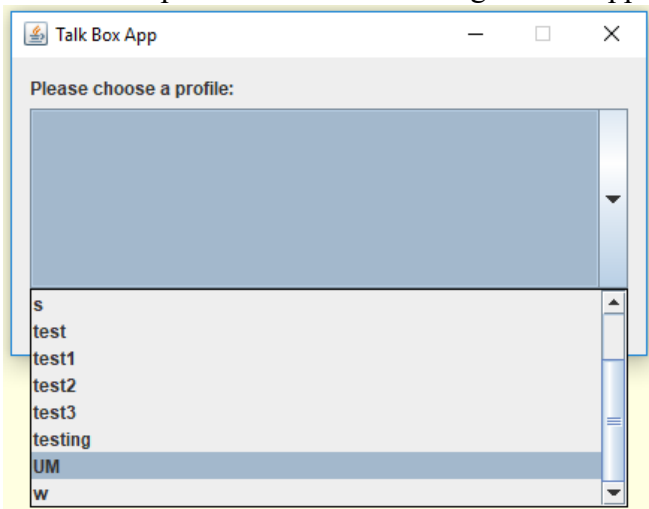 Talk Box App
Please choose a profile:
s
test
test1
test2
test3
testing
UM
w